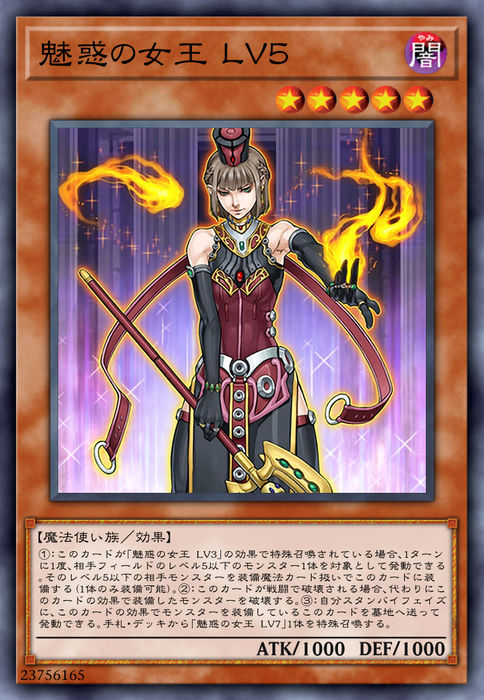 魅惑の女王 LV5
やみ
闇
【魔法使い族／効果】
①：このカードが「魅惑の女王 LV3」の効果で特殊召喚されている場合、1ターン
に1度、相手フィールドのレベル5以下のモンスター1体を対象として発動できる
。そのレベル5以下の相手モンスターを装備魔法カード扱いでこのカードに装
備する（1体のみ装備可能）。②：このカードが戦闘で破壊される場合、代わりにこ
のカードの効果で装備したモンスターを破壊する。③：自分スタンバイフェイズ
に、このカードの効果でモンスターを装備しているこのカードを墓地へ送って
発動できる。手札・デッキから「魅惑の女王 LV7」1体を特殊召喚する。
ATK/1000 DEF/1000
23756165